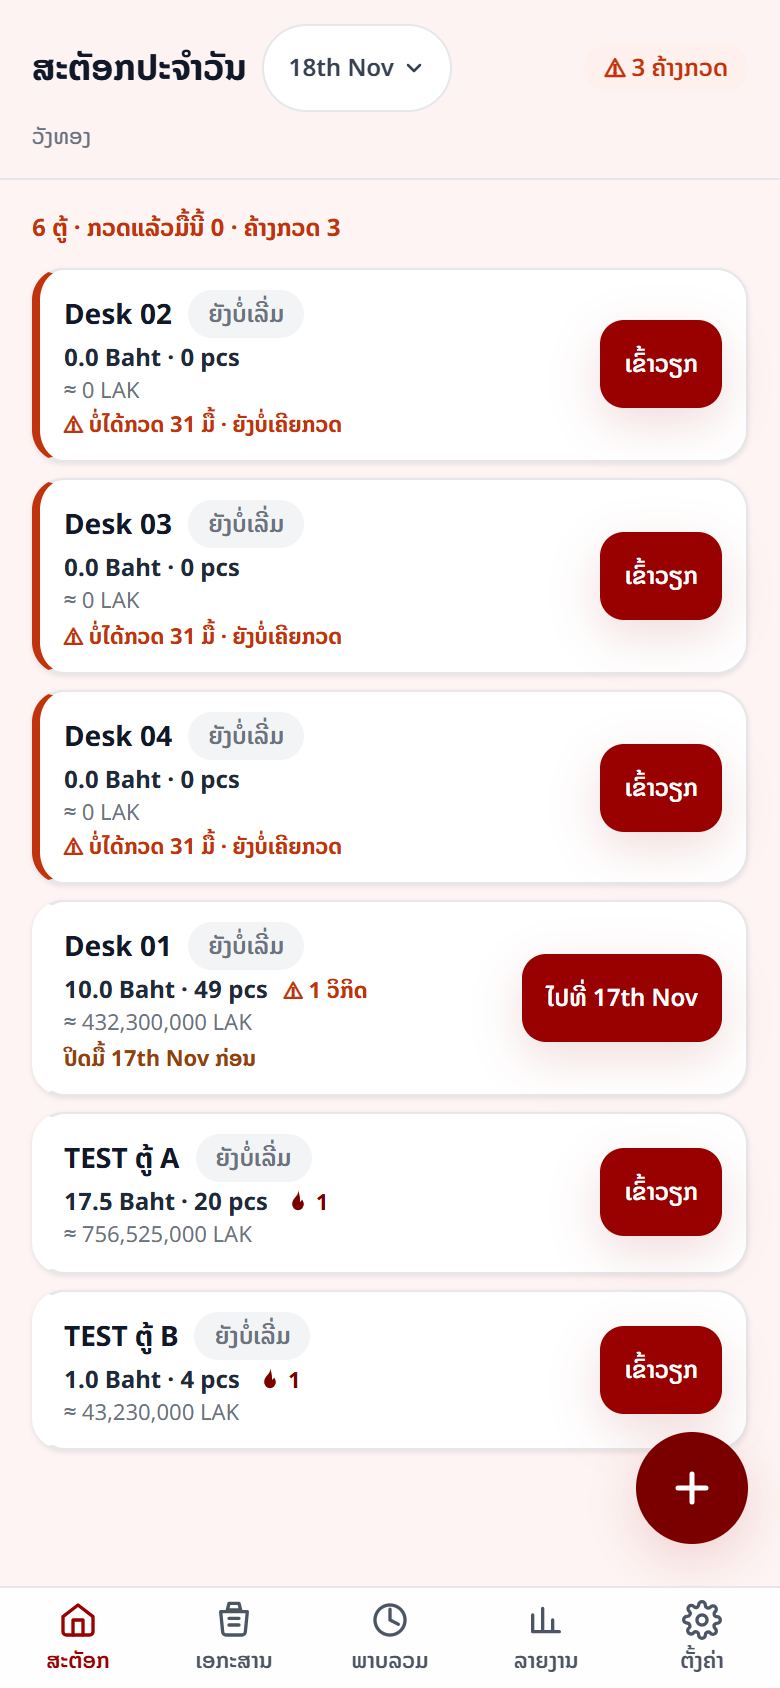 ສະຕັອກປະຈຳວັນ 18th Nov ⚠ 3 ຄ້າງກວດ
ວັງທອງ
6 ຕູ້ · ກວດແລ້ວມື້ນີ້ 0 · ຄ້າງກວດ 3
Desk 02 ຍັງບໍ່ເລີ່ມ
0.0 Baht · 0 pcs
≈ 0 LAK
⚠ ບໍ່ໄດ້ກວດ 31 ມື້ · ຍັງບໍ່ເຄີຍກວດ
ເຂົ້າວຽກ
Desk 03 ຍັງບໍ່ເລີ່ມ
0.0 Baht · 0 pcs
≈ 0 LAK
⚠ ບໍ່ໄດ້ກວດ 31 ມື້ · ຍັງບໍ່ເຄີຍກວດ
ເຂົ້າວຽກ
Desk 04 ຍັງບໍ່ເລີ່ມ
0.0 Baht · 0 pcs
≈ 0 LAK
⚠ ບໍ່ໄດ້ກວດ 31 ມື້ · ຍັງບໍ່ເຄີຍກວດ
ເຂົ້າວຽກ
Desk 01 ຍັງບໍ່ເລີ່ມ
10.0 Baht · 49 pcs ⚠ 1 ວິກິດ
≈ 432,300,000 LAK
ປິດມື້ 17th Nov ກ່ອນ
ໄປທີ່ 17th Nov
TEST ຕູ້ A ຍັງບໍ່ເລີ່ມ
17.5 Baht · 20 pcs 1
≈ 756,525,000 LAK
ເຂົ້າວຽກ
TEST ຕູ້ B ຍັງບໍ່ເລີ່ມ
1.0 Baht · 4 pcs 1
≈ 43,230,000 LAK
ເຂົ້າວຽກ
ສະຕັອກ ເອກະສານ ພາບລວມ ລາຍງານ ຕັ້ງຄ່າ